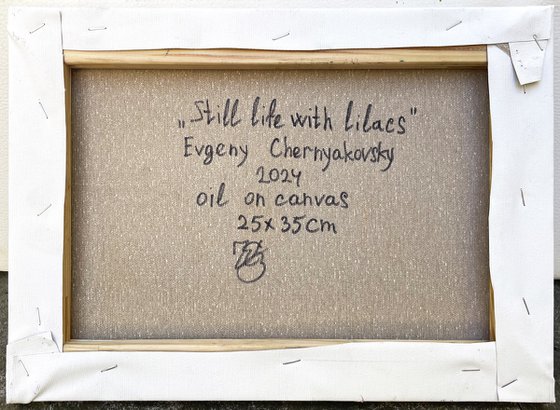 „Still life with lilacs"
Evgeny Chernyakovsky
2024
oil on canvas
25x35cm